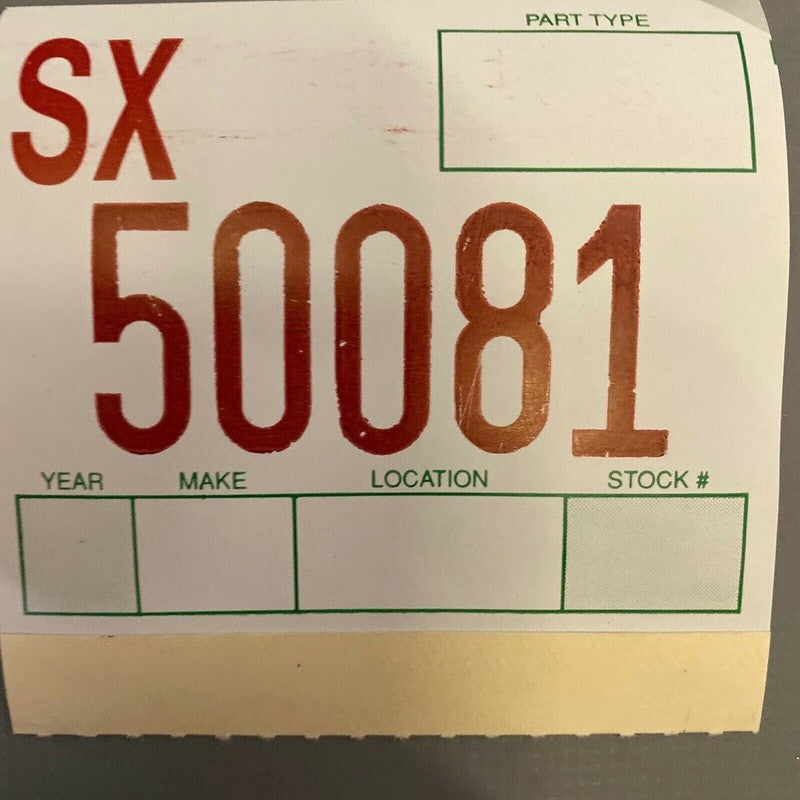 PART TYPE
SX
50081
YEAR MAKE LOCATION STOCK #